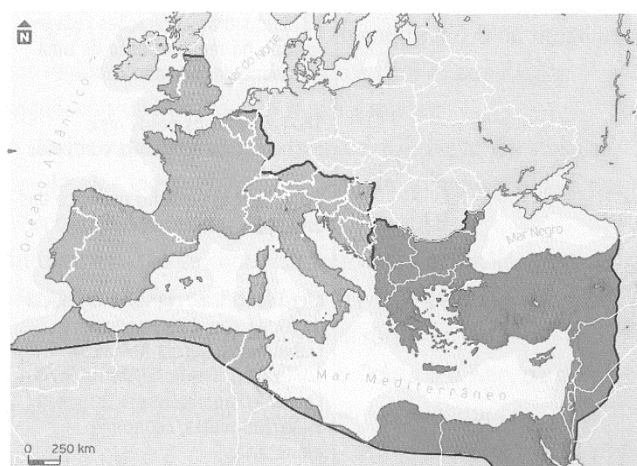 N
Mar do Norte
Oceano Atlântico
Mar Negro
Mar Mediterrâneo
0 250 km